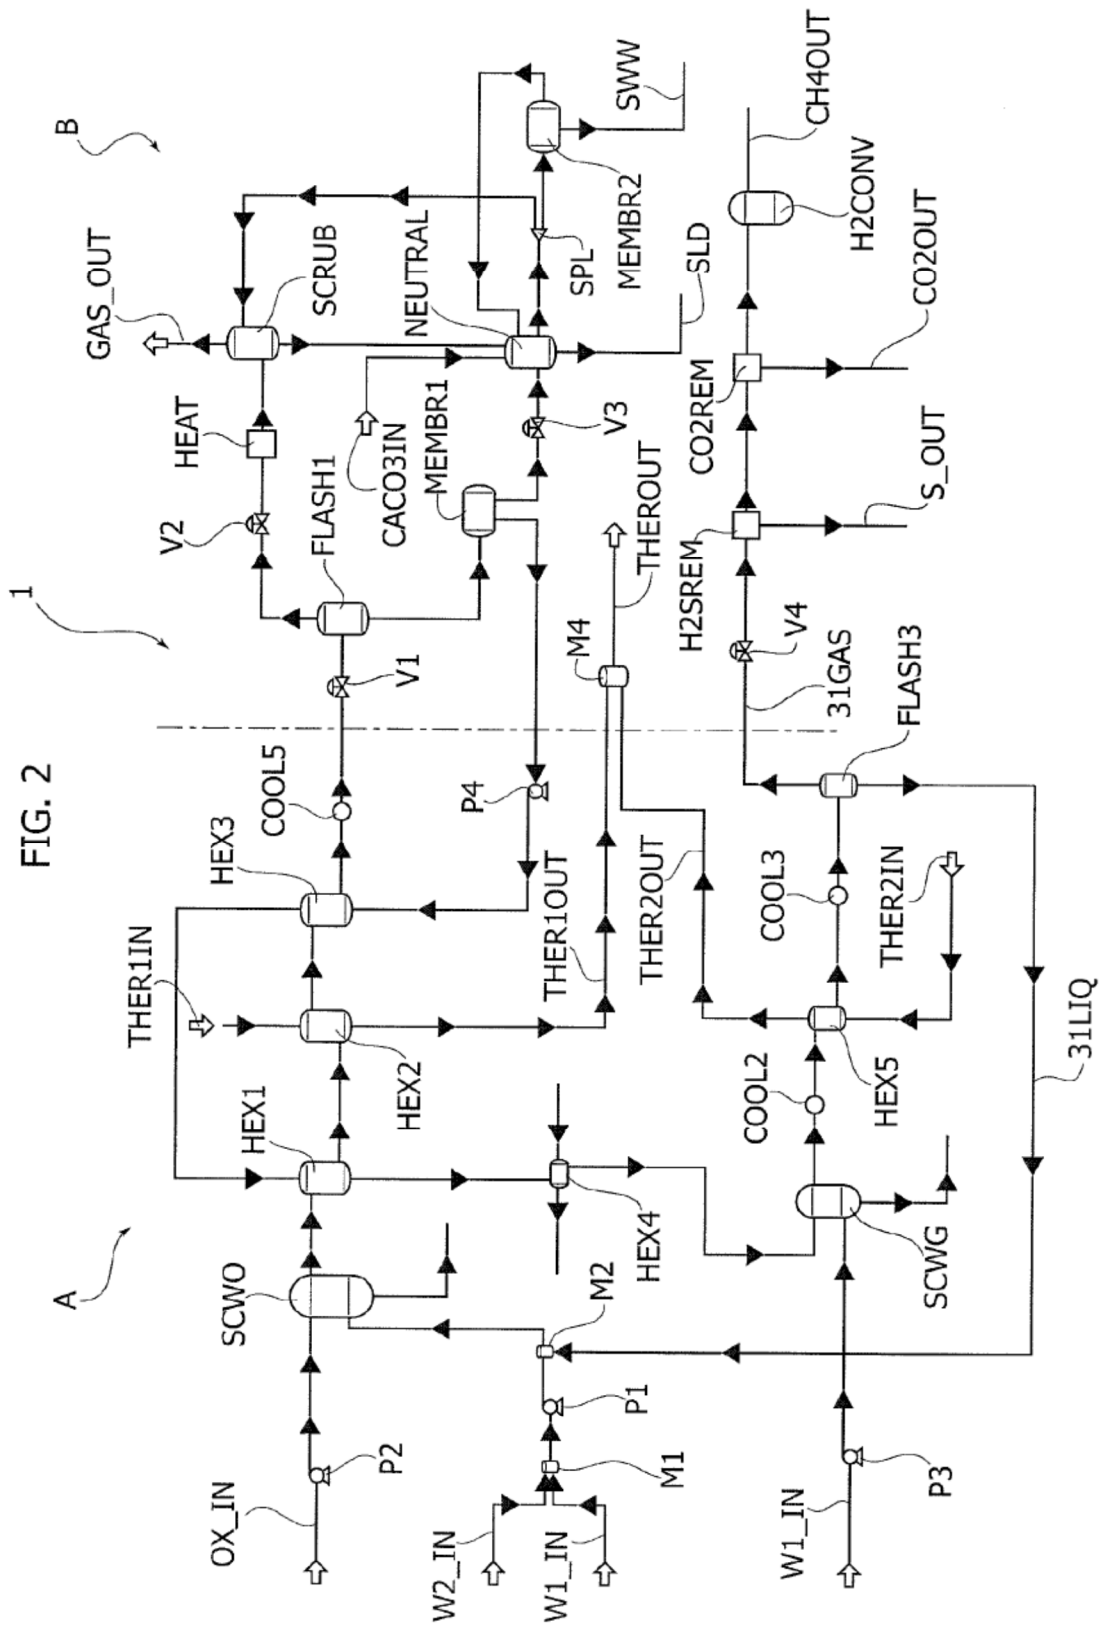 FIG. 2
1
A
B
OX_IN
P2
SCWO
HEX1
THER1IN
HEX2
HEX3
COOL5
V1
FLASH1
V2
HEAT
GAS_OUT
SCRUB
NEUTRAL
CACO3IN
MEMBR1
V3
SPL
MEMBR2
SWW
SLD
W2_IN
W1_IN
M1
P1
M2
HEX4
P4
THER1OUT
M4
THEROUT
THER2OUT
W1_IN
P3
SCWG
COOL2
HEX5
COOL3
THER2IN
31LIQ
FLASH3
31GAS
V4
H2SREM
S_OUT
CO2REM
CO2OUT
H2CONV
CH4OUT